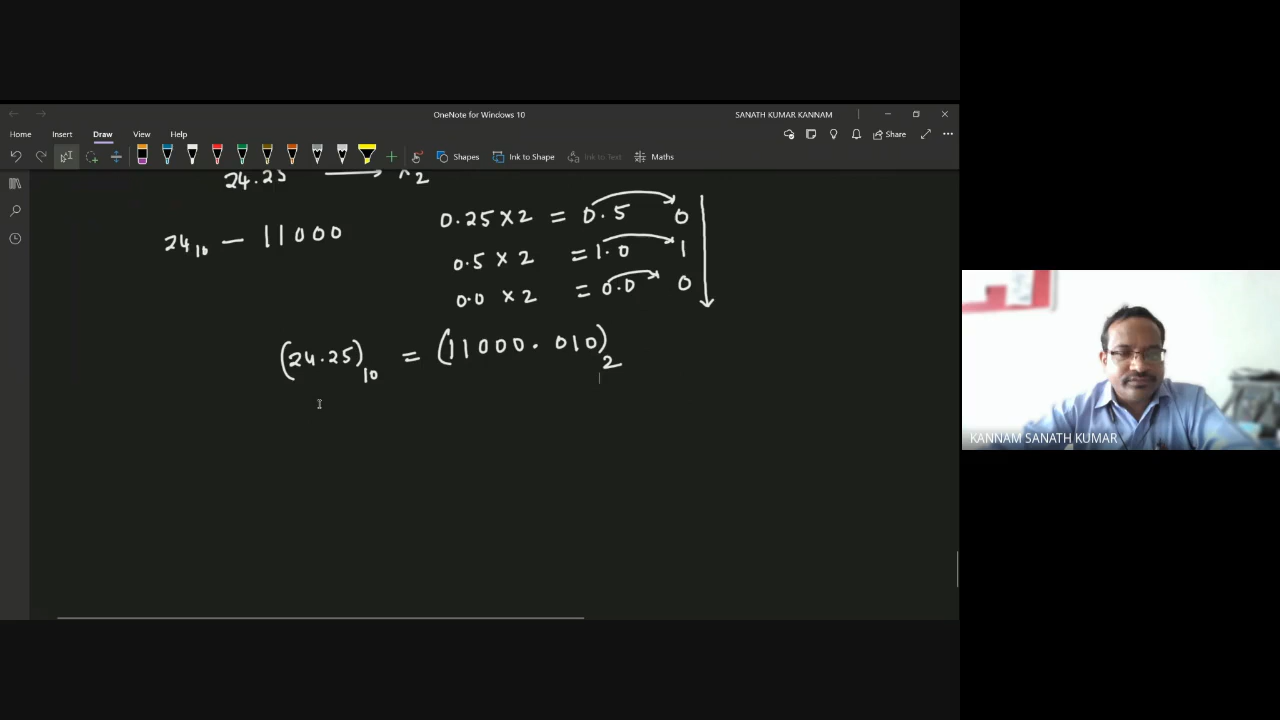 OneNote for Windows 10
SANATH KUMAR KANNAM
Home Insert Draw View Help
Share
Shapes Ink to Shape Ink to Text Maths
24.25 → x₂
24₁₀ — 11000
0.25 × 2 = 0.5 0
0.5 × 2 = 1.0 1
0.0 × 2 = 0.0 0
(24.25)₁₀ = (11000.010)₂
KANNAM SANATH KUMAR